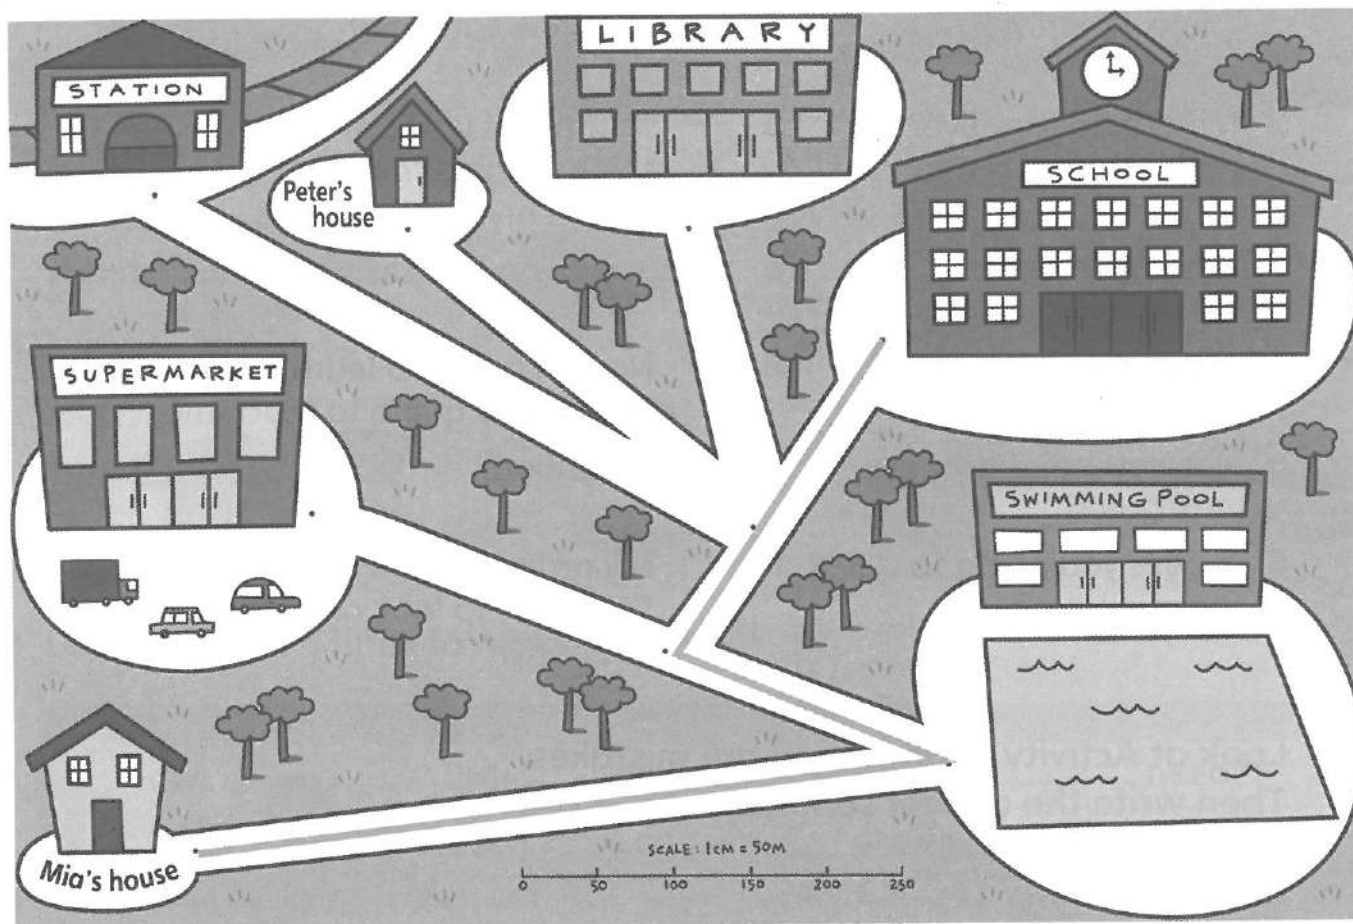 LIBRARY
STATION
Peter's
house
SCHOOL
SUPERMARKET
SWIMMING POOL
Mia's house
SCALE: 1CM = 50M
0 50 100 150 200 250